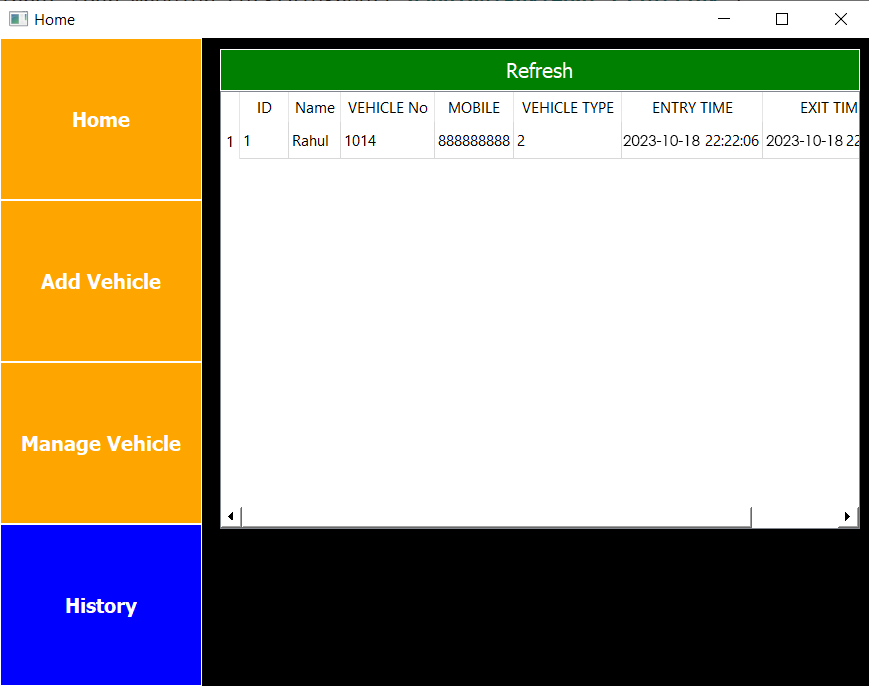 Home
Home
Add Vehicle
Manage Vehicle
History
Refresh
ID Name VEHICLE No MOBILE VEHICLE TYPE ENTRY TIME EXIT TIM
1 1 Rahul 1014 888888888 2 2023-10-18 22:22:06 2023-10-18 22